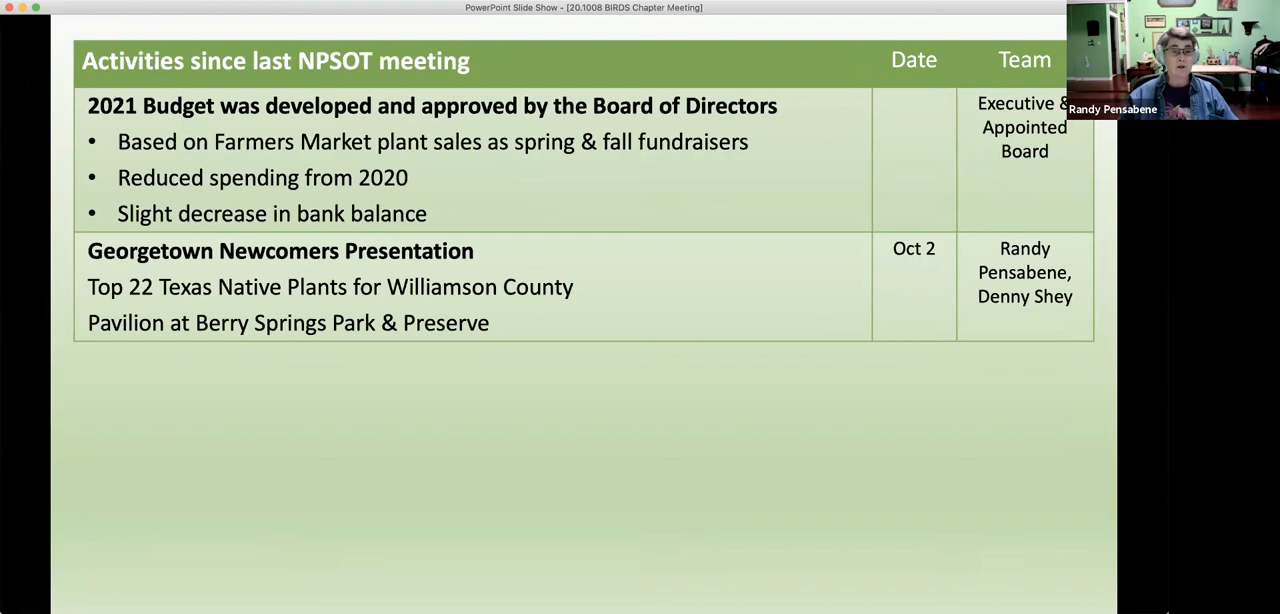 PowerPoint Slide Show - [20.1008 BIRDS Chapter Meeting]
Activities since last NPSOT meeting
Date
Team
2021 Budget was developed and approved by the Board of Directors
• Based on Farmers Market plant sales as spring & fall fundraisers
• Reduced spending from 2020
• Slight decrease in bank balance
Executive &
Appointed
Board
Georgetown Newcomers Presentation
Top 22 Texas Native Plants for Williamson County
Pavilion at Berry Springs Park & Preserve
Oct 2
Randy
Pensabene,
Denny Shey
Randy Pensabene